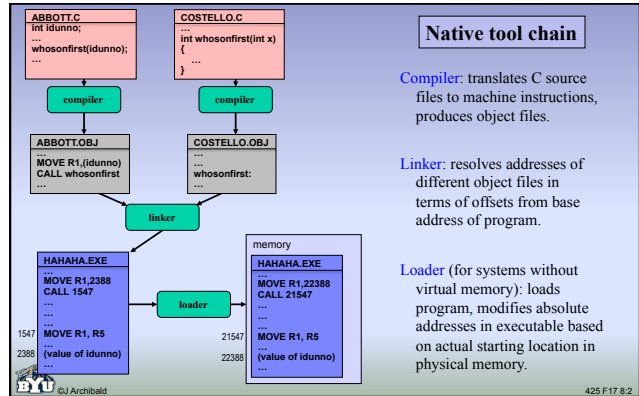 ABBOTT.C
int idunno;
…
whosonfirst(idunno);
…
COSTELLO.C
…
int whosonfirst(int x)
{
…
}
compiler
compiler
ABBOTT.OBJ
…
MOVE R1,(idunno)
CALL whosonfirst
…
COSTELLO.OBJ
…
…
whosonfirst:
…
linker
HAHAHA.EXE
…
MOVE R1,2388
CALL 1547
…
…
1547 MOVE R1, R5
…
2388 (value of idunno)
loader
memory
HAHAHA.EXE
…
MOVE R1,22388
CALL 21547
…
…
…
21547 MOVE R1, R5
…
22388 (value of idunno)
Native tool chain
Compiler: translates C source
files to machine instructions,
produces object files.
Linker: resolves addresses of
different object files in
terms of offsets from base
address of program.
Loader (for systems without
virtual memory): loads
program, modifies absolute
addresses in executable based
on actual starting location in
physical memory.
BYU ©J Archibald
425 F17 8:2